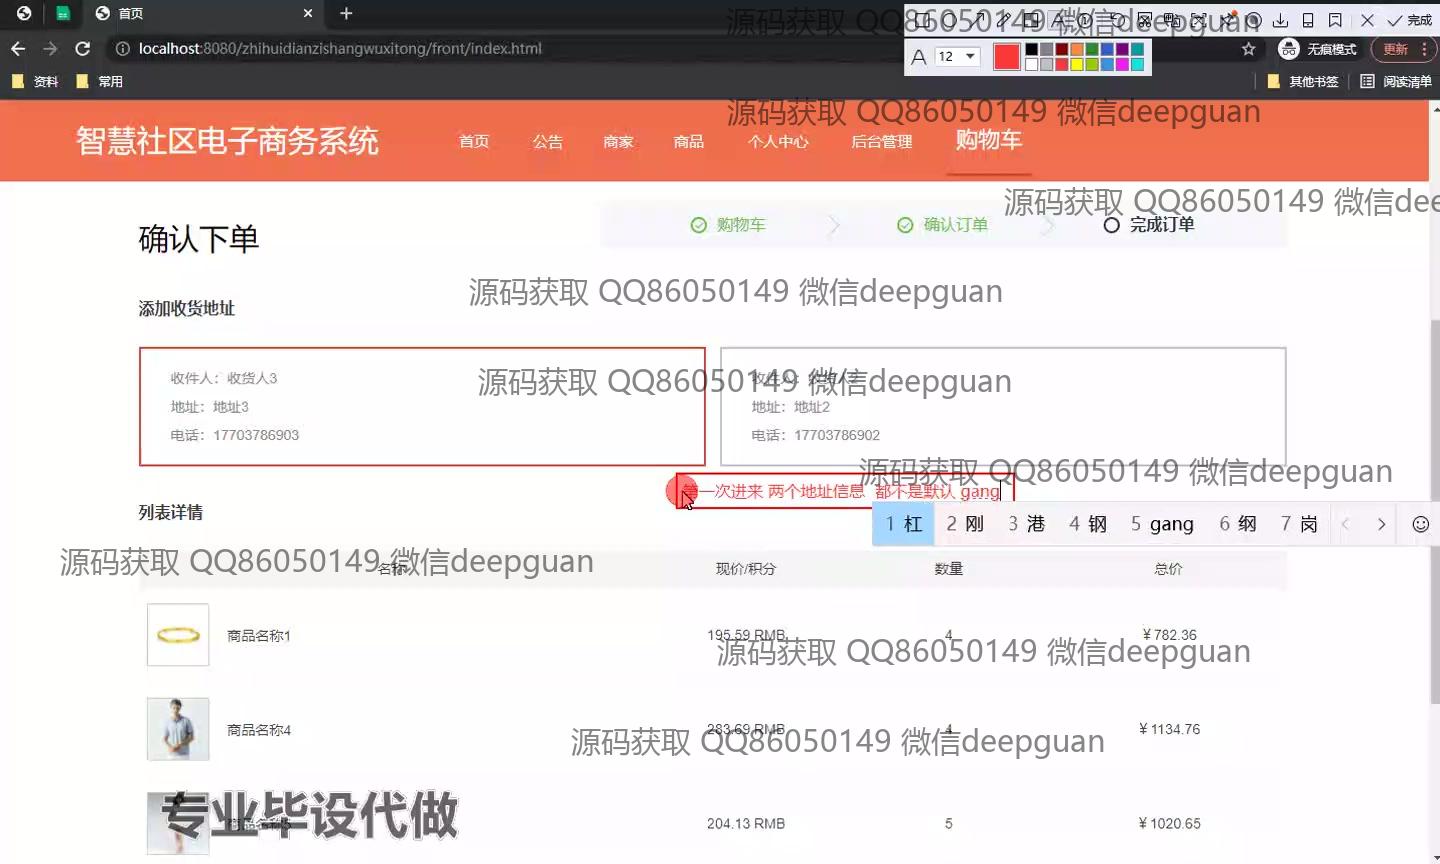 首页
源码获取 QQ86050149 微信deepguan
完成
localhost:8080/zhihuidianzishangwuxitong/front/index.html
A 12
无痕模式
更新
资料
常用
其他书签
阅读清单
源码获取 QQ86050149 微信deepguan
智慧社区电子商务系统
首页 公告 商家 商品 个人中心 后台管理 购物车
源码获取 QQ86050149 微信dee
确认下单
购物车 确认订单 完成订单
源码获取 QQ86050149 微信deepguan
添加收货地址
收件人：收货人3
地址：地址3
电话：17703786903
源码获取 QQ86050149 微信deepguan
收件人：
地址：地址2
电话：17703786902
源码获取 QQ86050149 微信deepguan
第一次进来 两个地址信息 都不是默认 gang
1 杠 2 刚 3 港 4 钢 5 gang 6 纲 7 岗
列表详情
源码获取 QQ86050149 微信deepguan
名称 现价/积分 数量 总价
商品名称1 195.59 RMB 4 ¥ 782.36
源码获取 QQ86050149 微信deepguan
商品名称4 283.69 RMB 4 ¥ 1134.76
源码获取 QQ86050149 微信deepguan
专业毕设代做
商品名称5 204.13 RMB 5 ¥ 1020.65